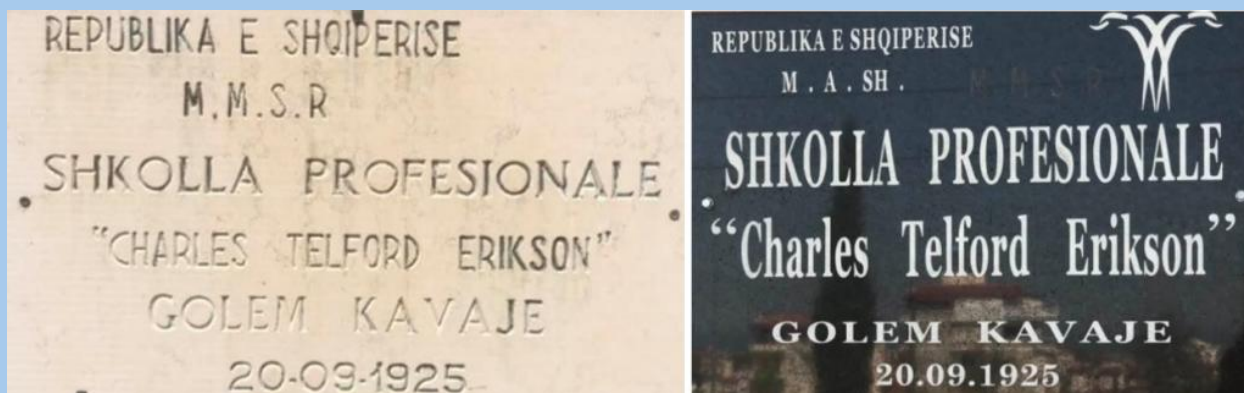 REPUBLIKA E SHQIPERISE
M.M.S.R
SHKOLLA PROFESIONALE
"CHARLES TELFORD ERIKSON"
GOLEM KAVAJE
20-09-1925
REPUBLIKA E SHQIPERISE
M . A . SH . M M S R
SHKOLLA PROFESIONALE
“Charles Telford Erikson”
GOLEM KAVAJE
20.09.1925